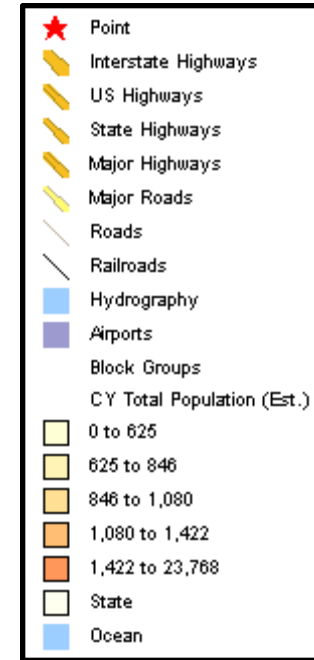 Point
Interstate Highways
US Highways
State Highways
Major Highways
Major Roads
Roads
Railroads
Hydrography
Airports
Block Groups
CY Total Population (Est.)
0 to 625
625 to 846
846 to 1,080
1,080 to 1,422
1,422 to 23,768
State
Ocean